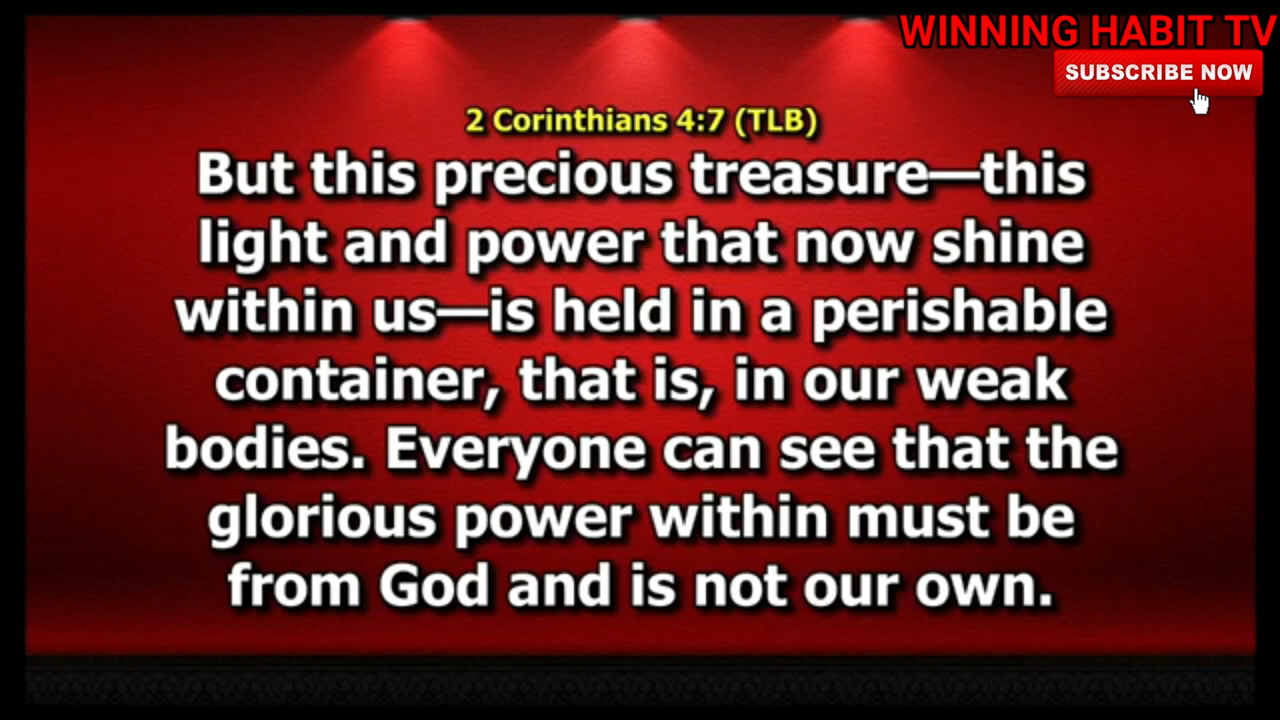 WINNING HABIT TV
SUBSCRIBE NOW
2 Corinthians 4:7 (TLB)
But this precious treasure—this
light and power that now shine
within us—is held in a perishable
container, that is, in our weak
bodies. Everyone can see that the
glorious power within must be
from God and is not our own.